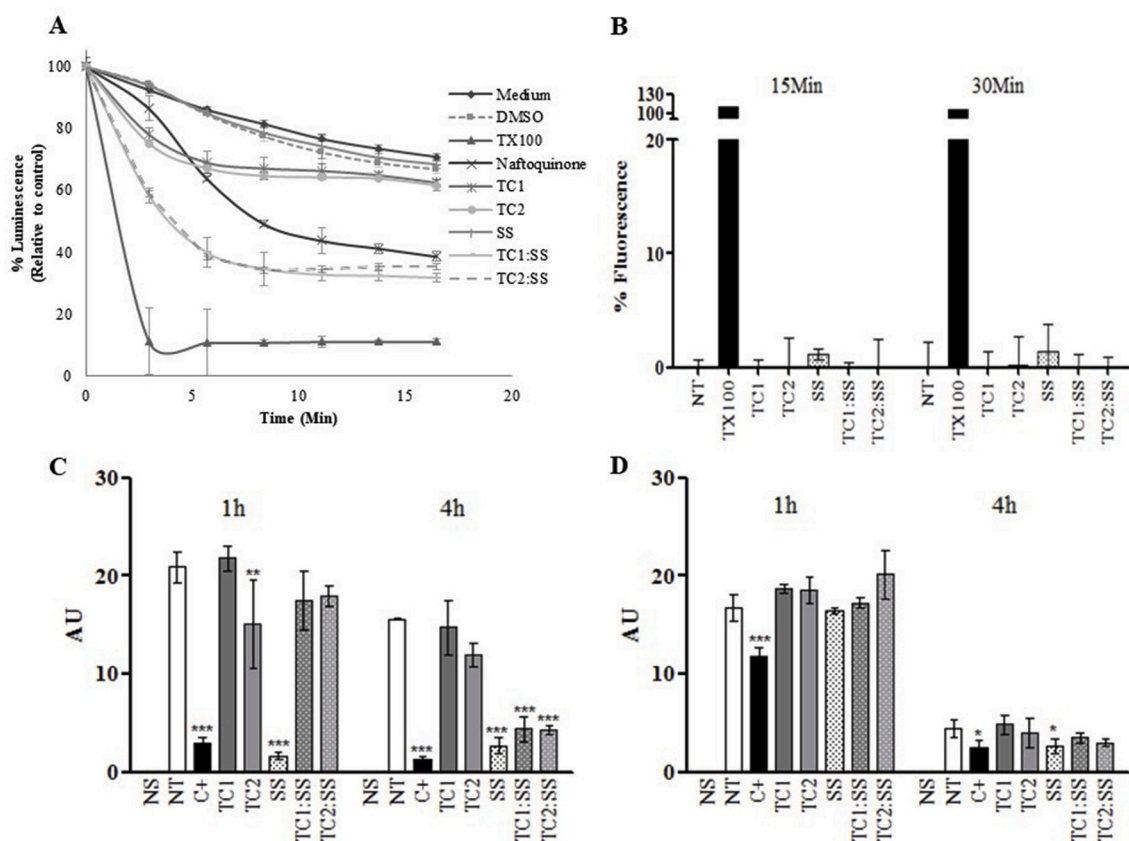 A
% Luminescence
(Relative to control)
100
80
60
40
20
0
0 5 10 15 20
Time (Min)
Medium
DMSO
TX100
Naftoquinone
TC1
TC2
SS
TC1:SS
TC2:SS
B
15Min 30Min
% Fluorescence
130
100
20
10
0
NT TX100 TC1 TC2 SS TC1:SS TC2:SS NT TX100 TC1 TC2 SS TC1:SS TC2:SS
C
1h 4h
AU
30
20
10
0
*** ** *** *** *** *** ***
NS NT C+ TC1 TC2 SS TC1:SS TC2:SS NS NT C+ TC1 TC2 SS TC1:SS TC2:SS
D
1h 4h
AU
30
20
10
0
*** * *
NS NT C+ TC1 TC2 SS TC1:SS TC2:SS NS NT C+ TC1 TC2 SS TC1:SS TC2:SS